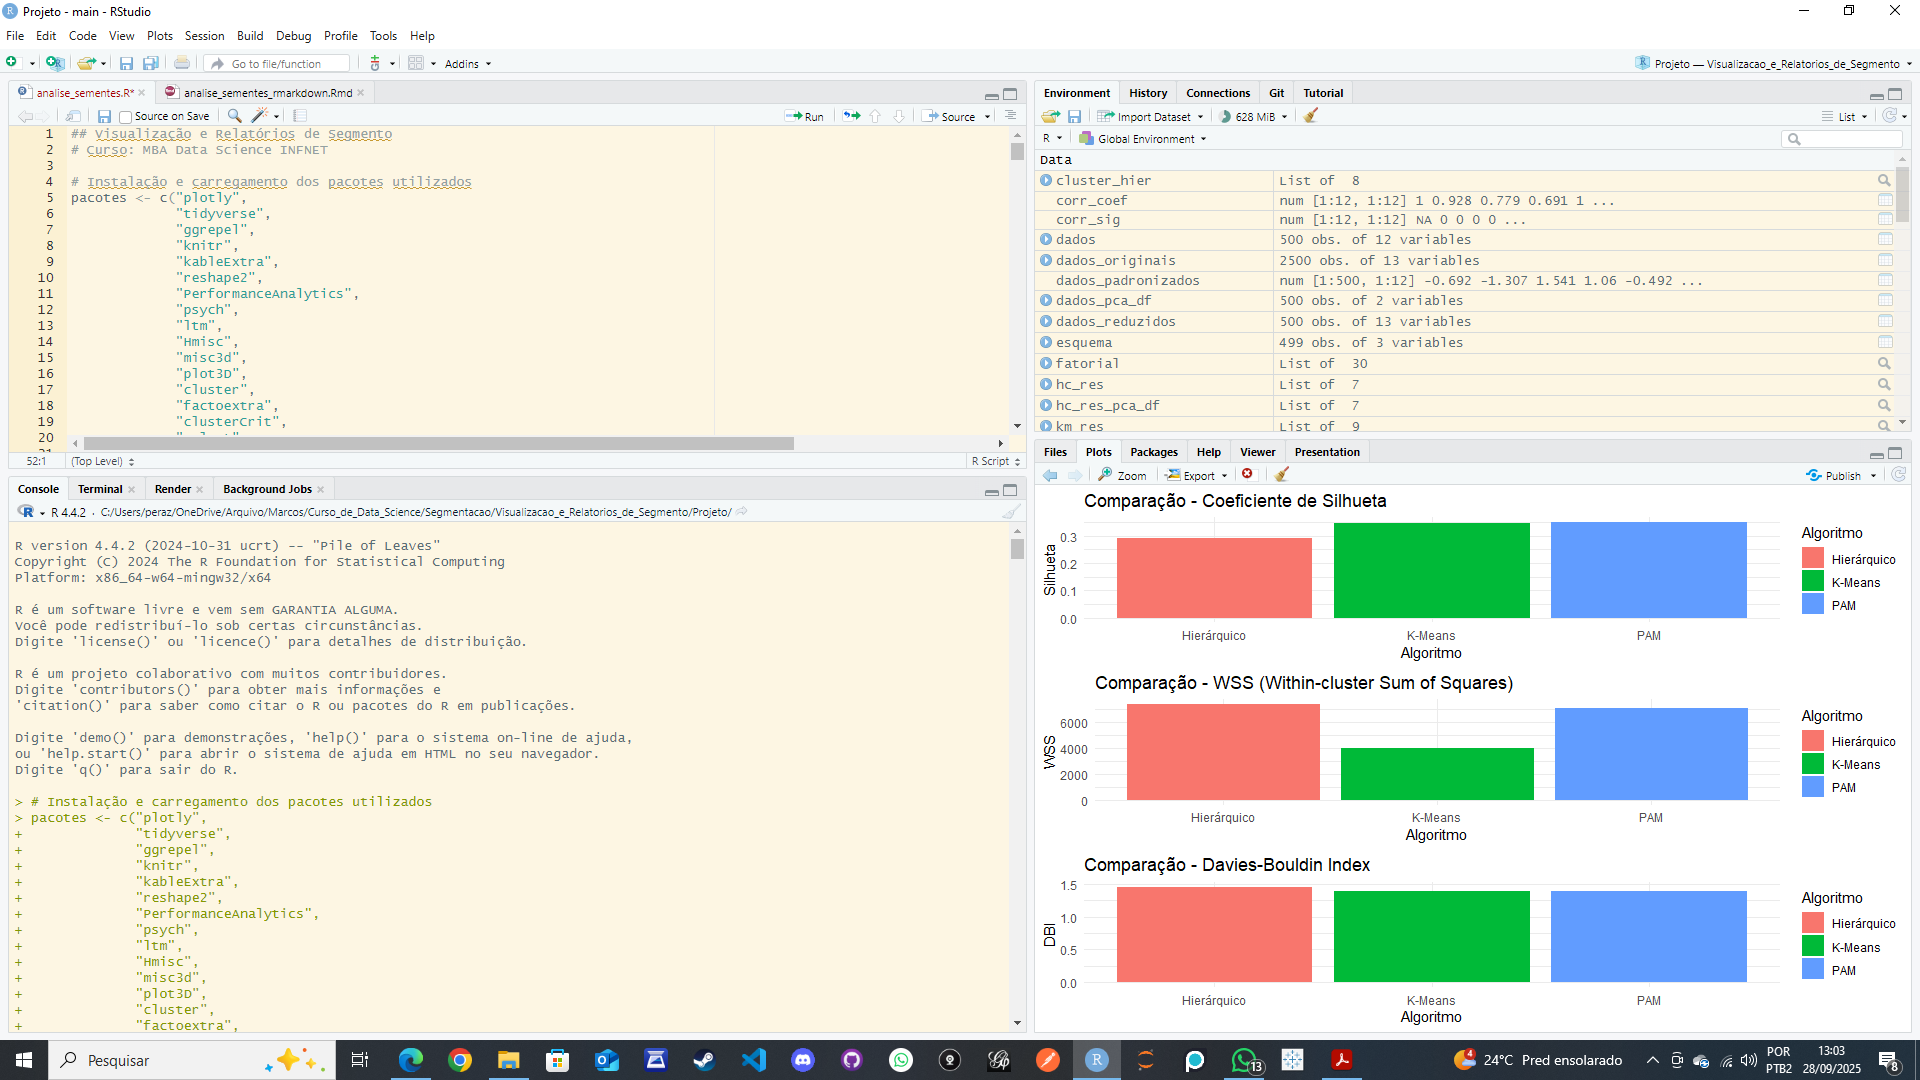 Projeto - main - RStudio
File Edit Code View Plots Session Build Debug Profile Tools Help
Go to file/function Addins Projeto — Visualizacao_e_Relatorios_de_Segmento
analise_sementes.R* analise_sementes_rmarkdown.Rmd
Source on Save Run Source
1 ## Visualização e Relatórios de Segmento
2 # Curso: MBA Data Science INFNET
3
4 # Instalação e carregamento dos pacotes utilizados
5 pacotes <- c("plotly",
6 "tidyverse",
7 "ggrepel",
8 "knitr",
9 "kableExtra",
10 "reshape2",
11 "PerformanceAnalytics",
12 "psych",
13 "ltm",
14 "Hmisc",
15 "misc3d",
16 "plot3D",
17 "cluster",
18 "factoextra",
19 "clusterCrit",
20
52:1 (Top Level) R Script
Console Terminal Render Background Jobs
R 4.4.2 · C:/Users/peraz/OneDrive/Arquivo/Marcos/Curso_de_Data_Science/Segmentacao/Visualizacao_e_Relatorios_de_Segmento/Projeto/
R version 4.4.2 (2024-10-31 ucrt) -- "Pile of Leaves"
Copyright (C) 2024 The R Foundation for Statistical Computing
Platform: x86_64-w64-mingw32/x64
R é um software livre e vem sem GARANTIA ALGUMA.
Você pode redistribuí-lo sob certas circunstâncias.
Digite 'license()' ou 'licence()' para detalhes de distribuição.
R é um projeto colaborativo com muitos contribuidores.
Digite 'contributors()' para obter mais informações e
'citation()' para saber como citar o R ou pacotes do R em publicações.
Digite 'demo()' para demonstrações, 'help()' para o sistema on-line de ajuda,
ou 'help.start()' para abrir o sistema de ajuda em HTML no seu navegador.
Digite 'q()' para sair do R.
> # Instalação e carregamento dos pacotes utilizados
> pacotes <- c("plotly",
+ "tidyverse",
+ "ggrepel",
+ "knitr",
+ "kableExtra",
+ "reshape2",
+ "PerformanceAnalytics",
+ "psych",
+ "ltm",
+ "Hmisc",
+ "misc3d",
+ "plot3D",
+ "cluster",
+ "factoextra",
Environment History Connections Git Tutorial
Import Dataset 628 MiB List
R Global Environment
Data
cluster_hier List of 8
corr_coef num [1:12, 1:12] 1 0.928 0.779 0.691 1 ...
corr_sig num [1:12, 1:12] NA 0 0 0 0 ...
dados 500 obs. of 12 variables
dados_originais 2500 obs. of 13 variables
dados_padronizados num [1:500, 1:12] -0.692 -1.307 1.541 1.06 -0.492 ...
dados_pca_df 500 obs. of 2 variables
dados_reduzidos 500 obs. of 13 variables
esquema 499 obs. of 3 variables
fatorial List of 30
hc_res List of 7
hc_res_pca_df List of 7
km_res List of 9
Files Plots Packages Help Viewer Presentation
Zoom Export Publish
Comparação - Coeficiente de Silhueta
Silhueta
0.3
0.2
0.1
0.0
Hierárquico K-Means PAM
Algoritmo
Algoritmo
Hierárquico
K-Means
PAM
Comparação - WSS (Within-cluster Sum of Squares)
WSS
6000
4000
2000
0
Hierárquico K-Means PAM
Algoritmo
Algoritmo
Hierárquico
K-Means
PAM
Comparação - Davies-Bouldin Index
DBI
1.5
1.0
0.5
0.0
Hierárquico K-Means PAM
Algoritmo
Algoritmo
Hierárquico
K-Means
PAM
Pesquisar 13 24°C Pred ensolarado POR 13:03
PTB2 28/09/2025 8